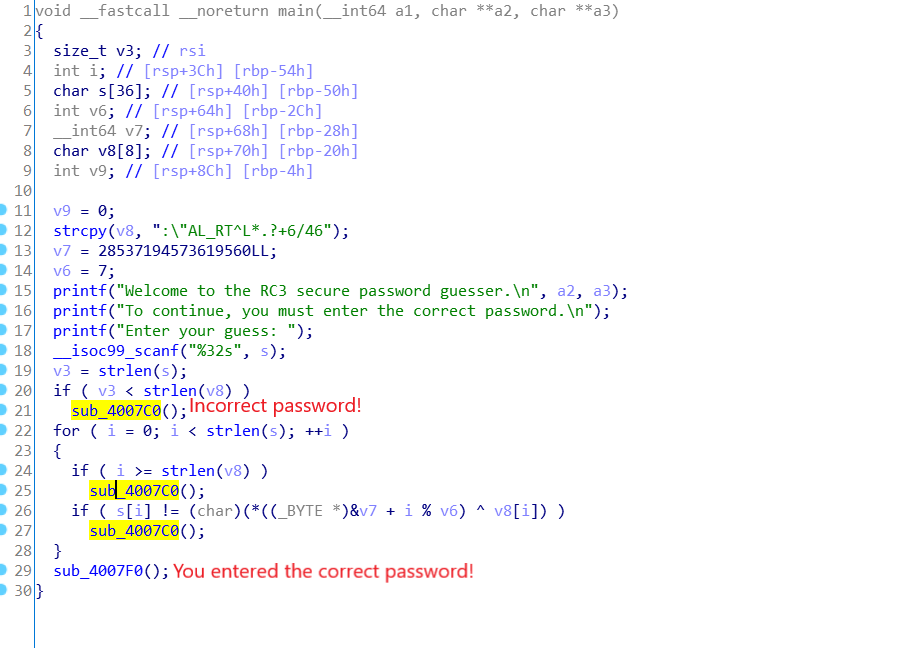 1 void __fastcall __noreturn main(__int64 a1, char **a2, char **a3)
2 {
3   size_t v3; // rsi
4   int i; // [rsp+3Ch] [rbp-54h]
5   char s[36]; // [rsp+40h] [rbp-50h]
6   int v6; // [rsp+64h] [rbp-2Ch]
7   __int64 v7; // [rsp+68h] [rbp-28h]
8   char v8[8]; // [rsp+70h] [rbp-20h]
9   int v9; // [rsp+8Ch] [rbp-4h]
10
11   v9 = 0;
12   strcpy(v8, ":\"AL_RT^L*.?+6/46");
13   v7 = 28537194573619560LL;
14   v6 = 7;
15   printf("Welcome to the RC3 secure password guesser.\n", a2, a3);
16   printf("To continue, you must enter the correct password.\n");
17   printf("Enter your guess: ");
18   __isoc99_scanf("%32s", s);
19   v3 = strlen(s);
20   if ( v3 < strlen(v8) )
21     sub_4007C0(); Incorrect password!
22   for ( i = 0; i < strlen(s); ++i )
23   {
24     if ( i >= strlen(v8) )
25       sub_4007C0();
26     if ( s[i] != (char)(*((_BYTE *)&v7 + i % v6) ^ v8[i]) )
27       sub_4007C0();
28   }
29   sub_4007F0(); You entered the correct password!
30 }